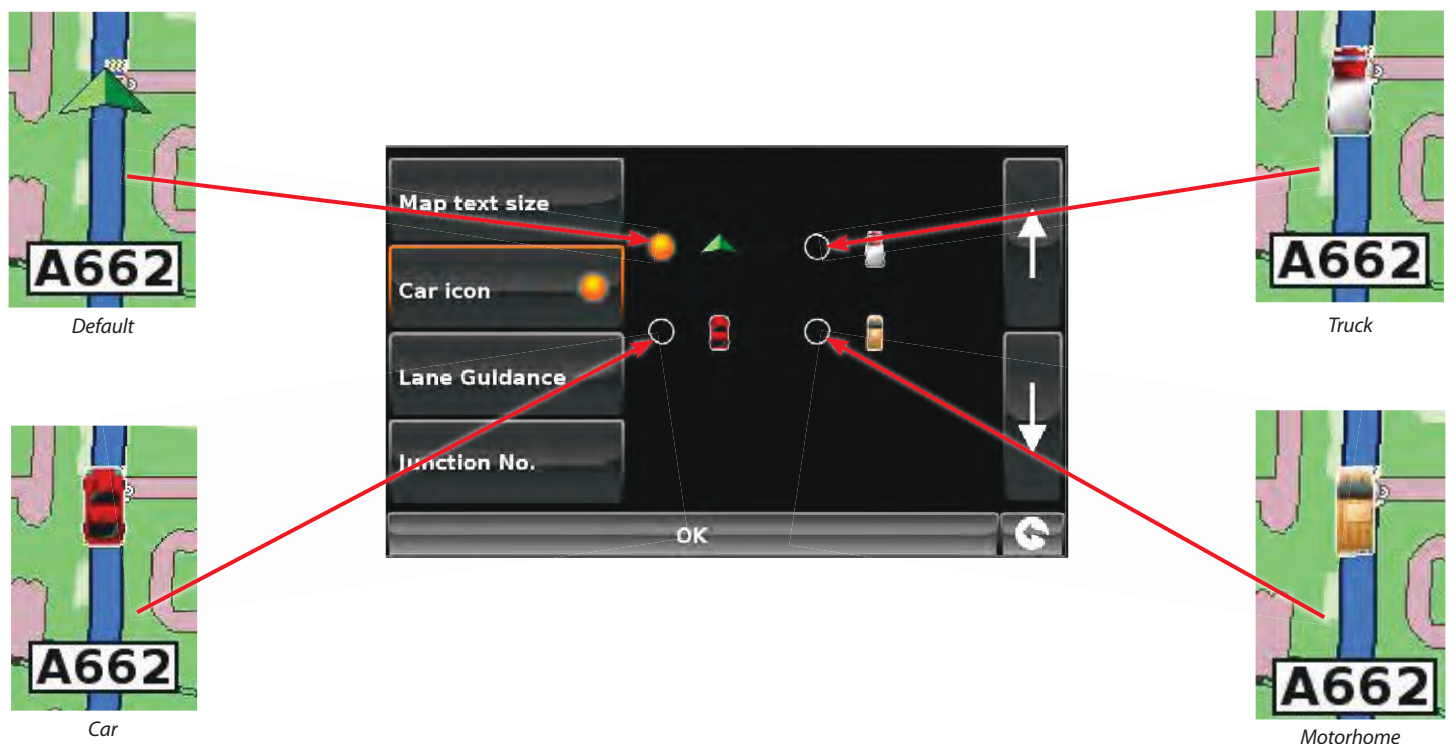 A662
Default
A662
Truck
Map text size
Car icon
Lane Guldance
Junction No.
OK
A662
Car
A662
Motorhome